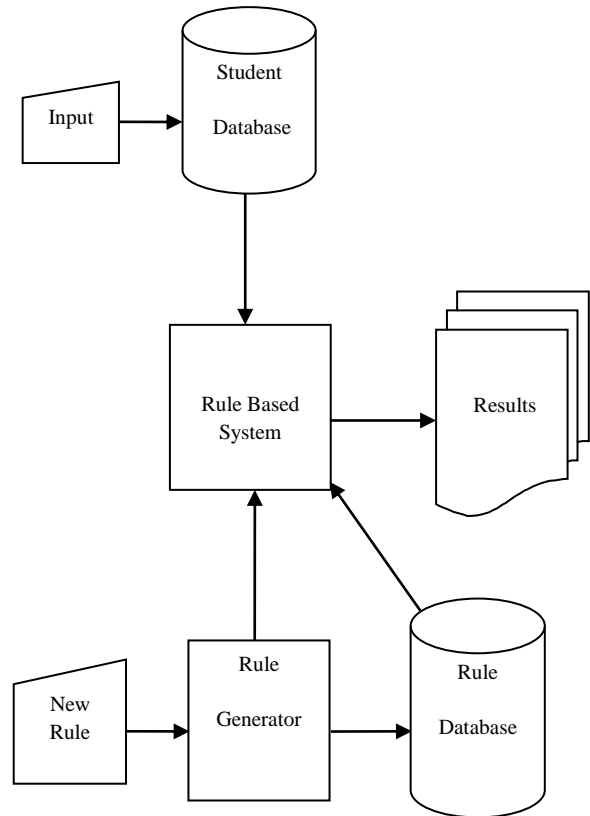 Student
Database
Input
Rule Based
System
Results
Rule
Generator
Rule
Database
New
Rule